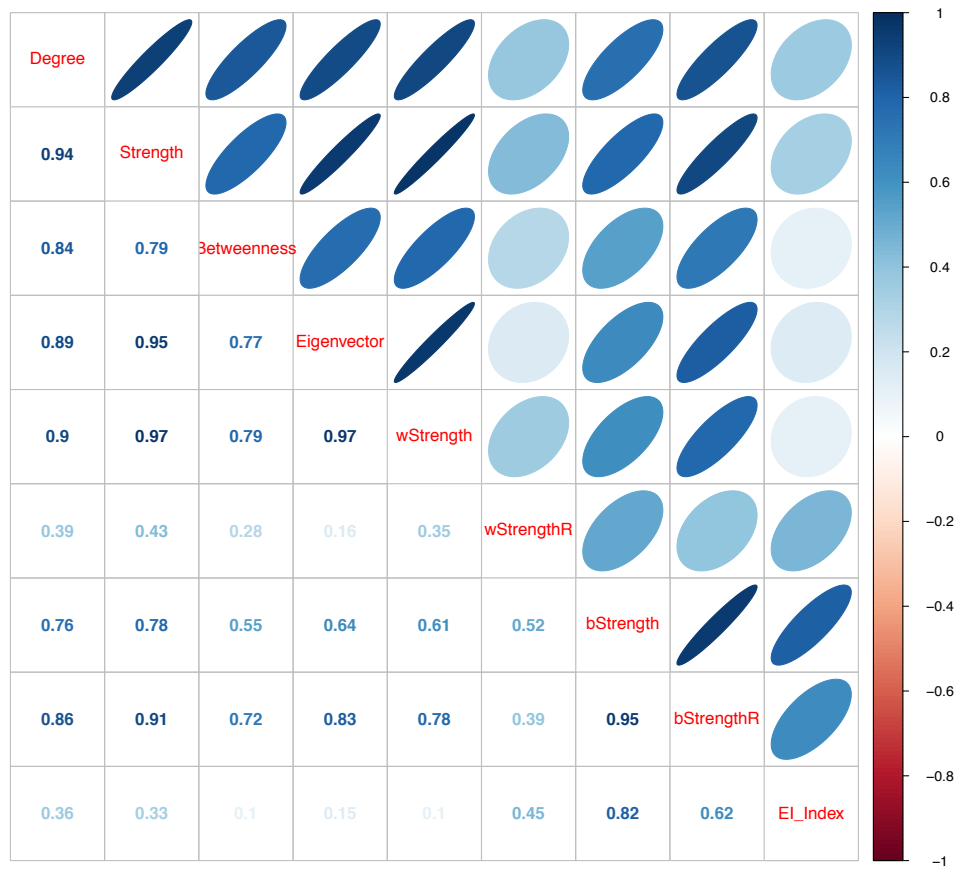 Degree
0.94 Strength
0.84 0.79 Betweenness
0.89 0.95 0.77 Eigenvector
0.9 0.97 0.79 0.97 wStrength
0.39 0.43 0.28 0.16 0.35 wStrengthR
0.76 0.78 0.55 0.64 0.61 0.52 bStrength
0.86 0.91 0.72 0.83 0.78 0.39 0.95 bStrengthR
0.36 0.33 0.1 0.15 0.1 0.45 0.82 0.62 EI_Index
1
0.8
0.6
0.4
0.2
0
−0.2
−0.4
−0.6
−0.8
−1